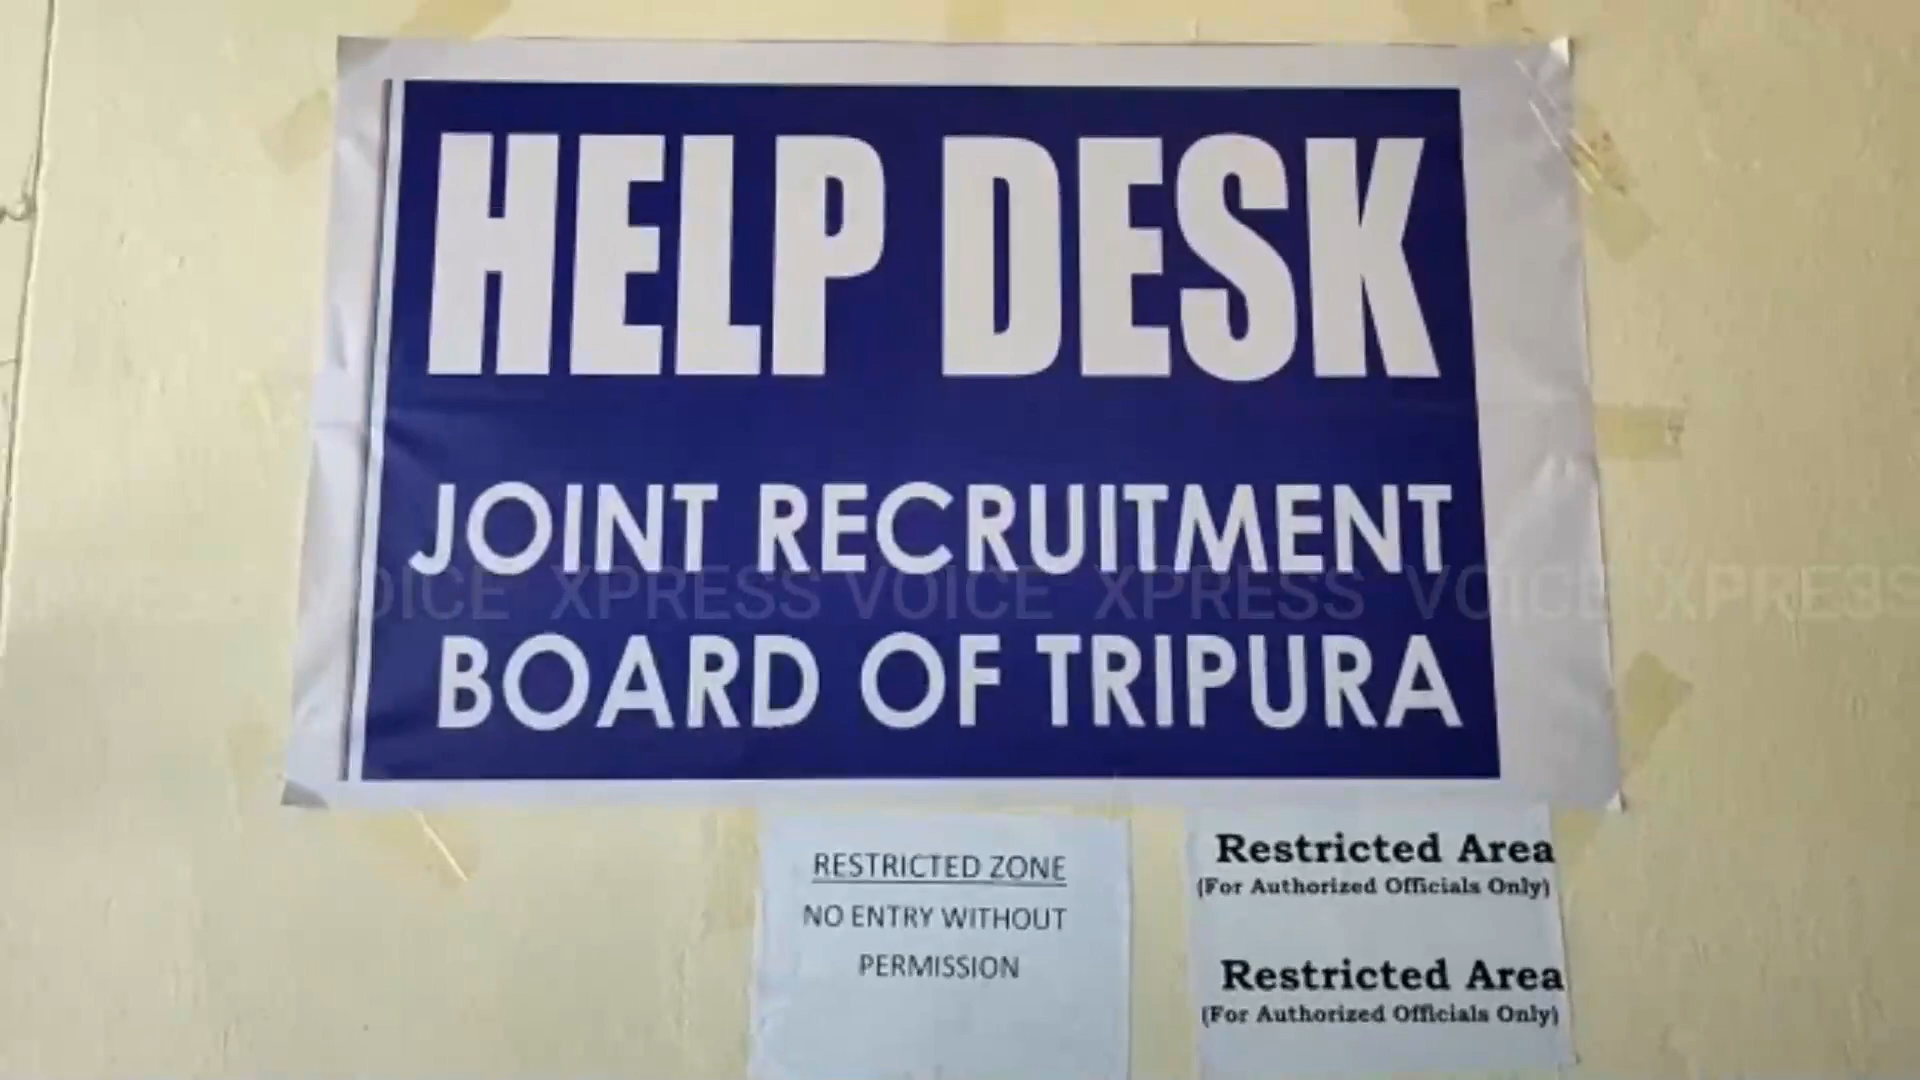 HELP DESK
JOINT RECRUITMENT
VOICE XPRESS VOICE XPRESS VOICE XPRESS
BOARD OF TRIPURA
RESTRICTED ZONE
NO ENTRY WITHOUT
PERMISSION
Restricted Area
(For Authorized Officials Only)
Restricted Area
(For Authorized Officials Only)